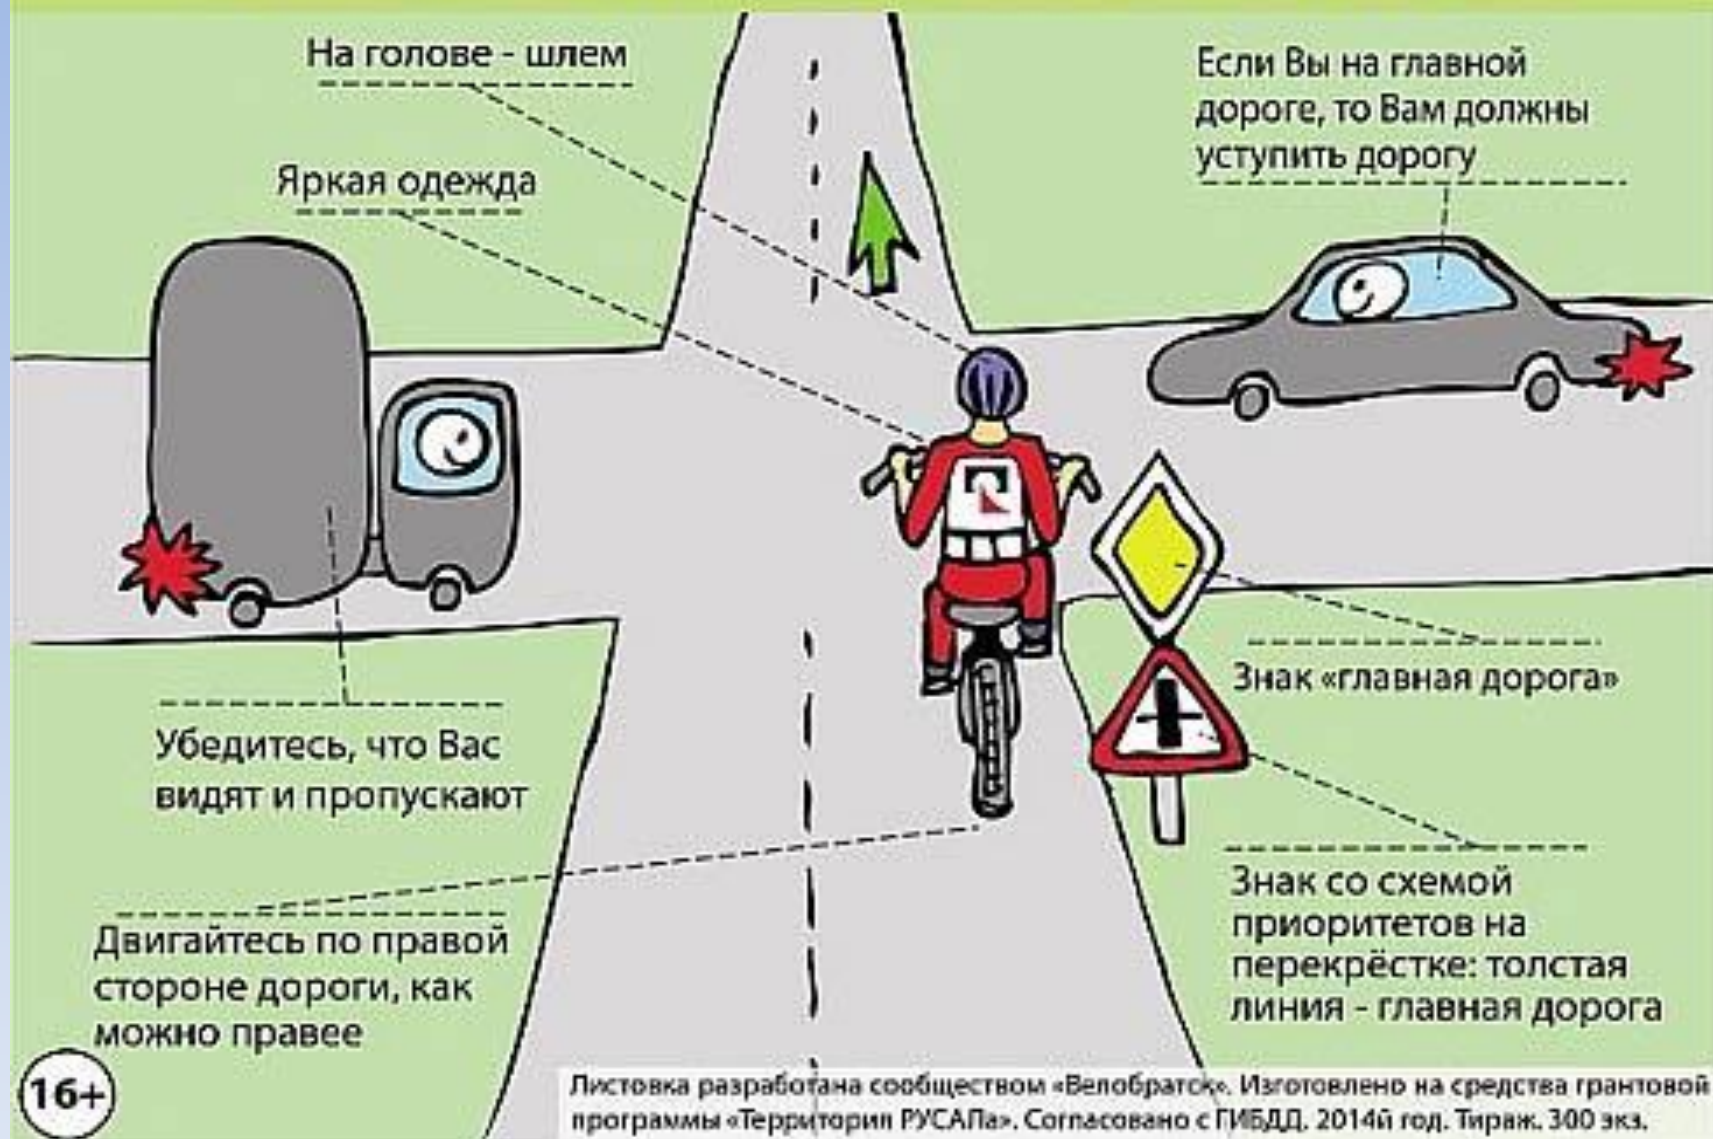 На голове - шлем
Яркая одежда
Если Вы на главной
дороге, то Вам должны
уступить дорогу
Знак «главная дорога»
Убедитесь, что Вас
видят и пропускают
Знак со схемой
приоритетов на
перекрёстке: толстая
линия - главная дорога
Двигайтесь по правой
стороне дороги, как
можно правее
16+
Листовка разработана сообществом «Велобратск». Изготовлено на средства грантовой
программы «Территория РУСАЛа». Согласовано с ГИБДД. 2014й год. Тираж. 300 экз.